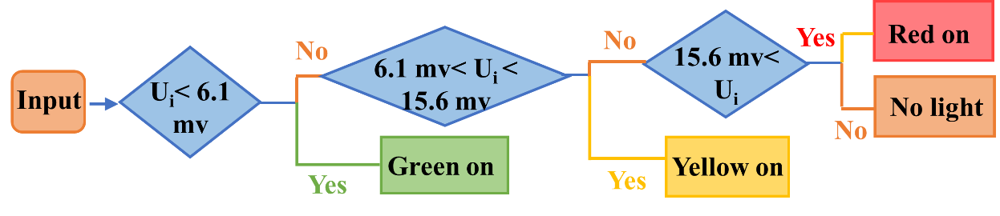 Input
Uᵢ< 6.1
mv
No
Yes
6.1 mv< Uᵢ <
15.6 mv
Green on
No
Yes
15.6 mv<
Uᵢ
Yellow on
Yes
No
Red on
No light